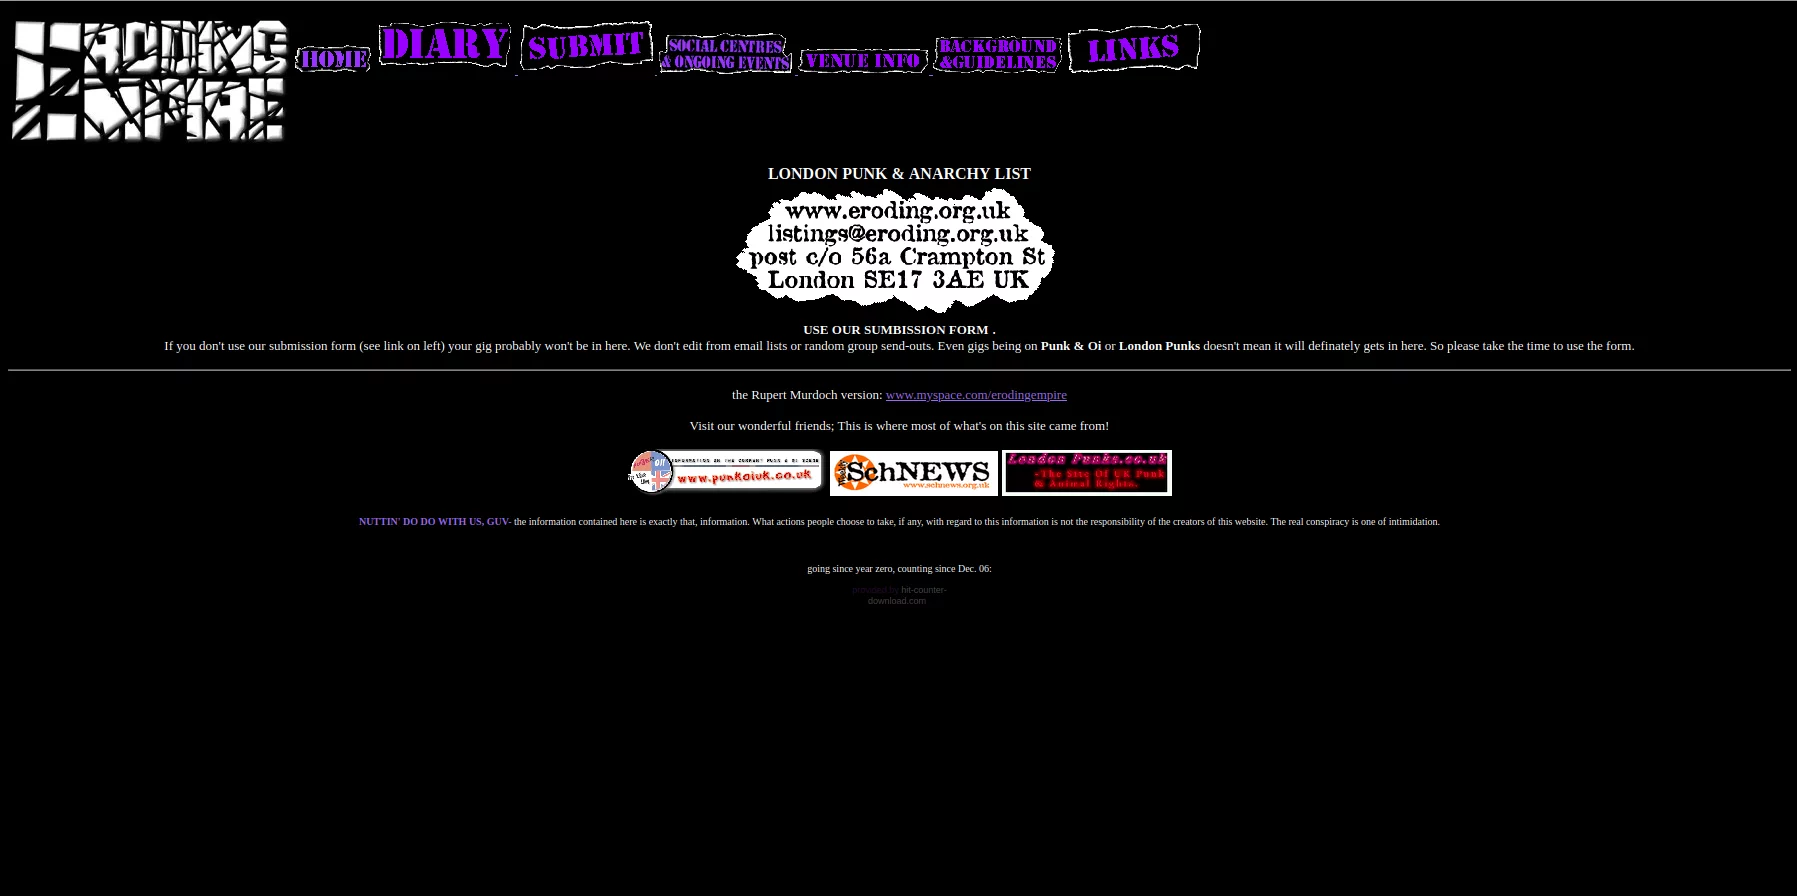 ERODING EMPIRE
HOME
DIARY
SUBMIT
SOCIAL CENTRES
& ONGOING EVENTS
VENUE INFO
BACKGROUND
&GUIDELINES
LINKS
LONDON PUNK & ANARCHY LIST
www.eroding.org.uk
listings@eroding.org.uk
post c/o 56a Crampton St
London SE17 3AE UK
USE OUR SUMBISSION FORM .
If you don't use our submission form (see link on left) your gig probably won't be in here. We don't edit from email lists or random group send-outs. Even gigs being on Punk & Oi or London Punks doesn't mean it will definately gets in here. So please take the time to use the form.
the Rupert Murdoch version: www.myspace.com/erodingempire
Visit our wonderful friends; This is where most of what's on this site came from!
INFORMATION ON THE CURRENT PUNK & OI SCENE
www.punkoiuk.co.uk
SchNEWS
www.schnews.org.uk
London Punks.co.uk
-The Site Of UK Punk
& Animal Rights.
NUTTIN' DO DO WITH US, GUV- the information contained here is exactly that, information. What actions people choose to take, if any, with regard to this information is not the responsibility of the creators of this website. The real conspiracy is one of intimidation.
going since year zero, counting since Dec. 06:
provided by hit-counter-
download.com